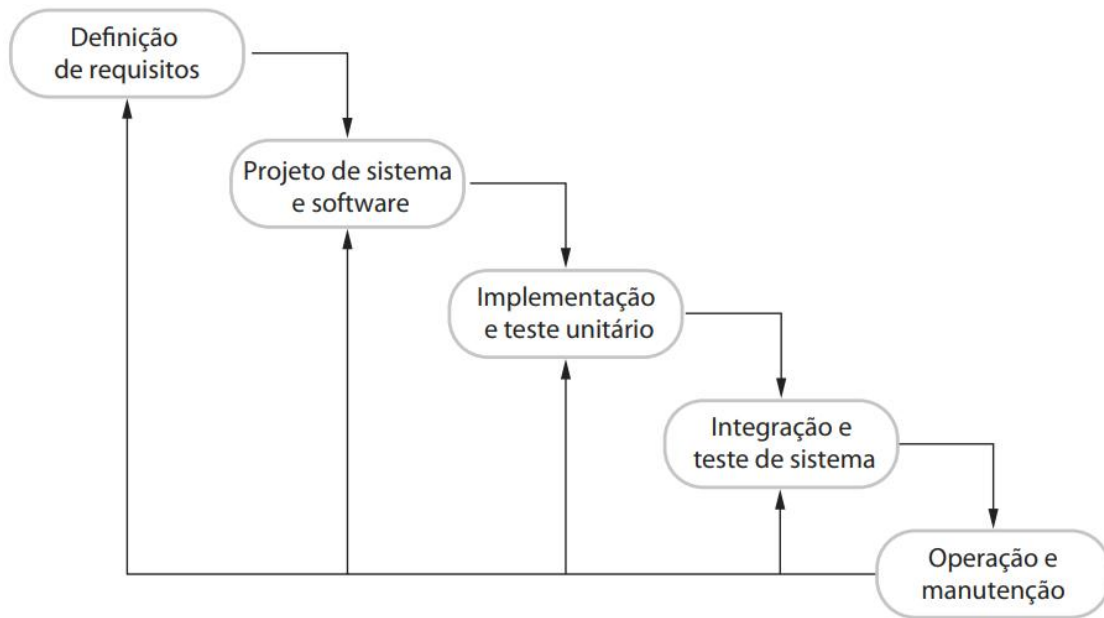 Definição
de requisitos
Projeto de sistema
e software
Implementação
e teste unitário
Integração e
teste de sistema
Operação e
manutenção